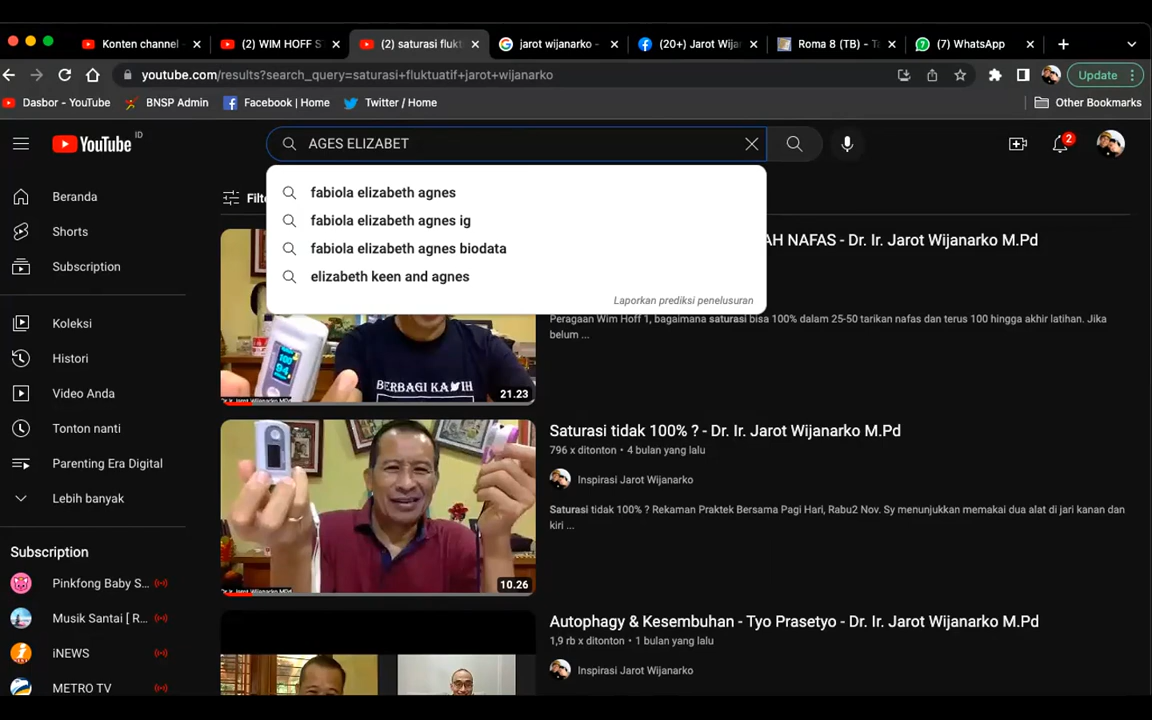 Konten channel -
(2) WIM HOFF S
(2) saturasi flukt
jarot wijanarko -
(20+) Jarot Wija
Roma 8 (TB) - T
(7) WhatsApp
youtube.com/results?search_query=saturasi+fluktuatif+jarot+wijanarko
Update
Dasbor - YouTube
BNSP Admin
Facebook | Home
Twitter / Home
Other Bookmarks
YouTube ID
AGES ELIZABET
2
fabiola elizabeth agnes
fabiola elizabeth agnes ig
fabiola elizabeth agnes biodata
elizabeth keen and agnes
Laporkan prediksi penelusuran
Beranda
Shorts
Subscription
Koleksi
Histori
Video Anda
Tonton nanti
Parenting Era Digital
Lebih banyak
Subscription
Pinkfong Baby S...
Musik Santai [ R...
iNEWS
METRO TV
Filte
AH NAFAS - Dr. Ir. Jarot Wijanarko M.Pd
Peragaan Wim Hoff 1, bagaimana saturasi bisa 100% dalam 25-50 tarikan nafas dan terus 100 hingga akhir latihan. Jika
belum ...
BERBAGI KASIH
21.23
Saturasi tidak 100% ? - Dr. Ir. Jarot Wijanarko M.Pd
796 x ditonton • 4 bulan yang lalu
Inspirasi Jarot Wijanarko
Saturasi tidak 100% ? Rekaman Praktek Bersama Pagi Hari, Rabu2 Nov. Sy menunjukkan memakai dua alat di jari kanan dan
kiri ...
10.26
Autophagy & Kesembuhan - Tyo Prasetyo - Dr. Ir. Jarot Wijanarko M.Pd
1,9 rb x ditonton • 1 bulan yang lalu
Inspirasi Jarot Wijanarko